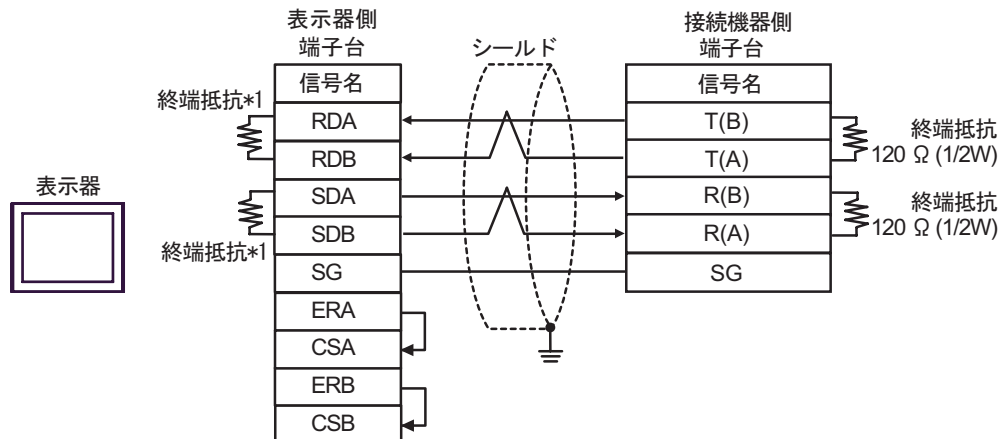 表示器側
端子台
シールド
接続機器側
端子台
終端抵抗*1
信号名
RDA
RDB
SDA
SDB
SG
ERA
CSA
ERB
CSB
終端抵抗*1
表示器
信号名
T(B)
T(A)
R(B)
R(A)
SG
終端抵抗
120 Ω (1/2W)
終端抵抗
120 Ω (1/2W)